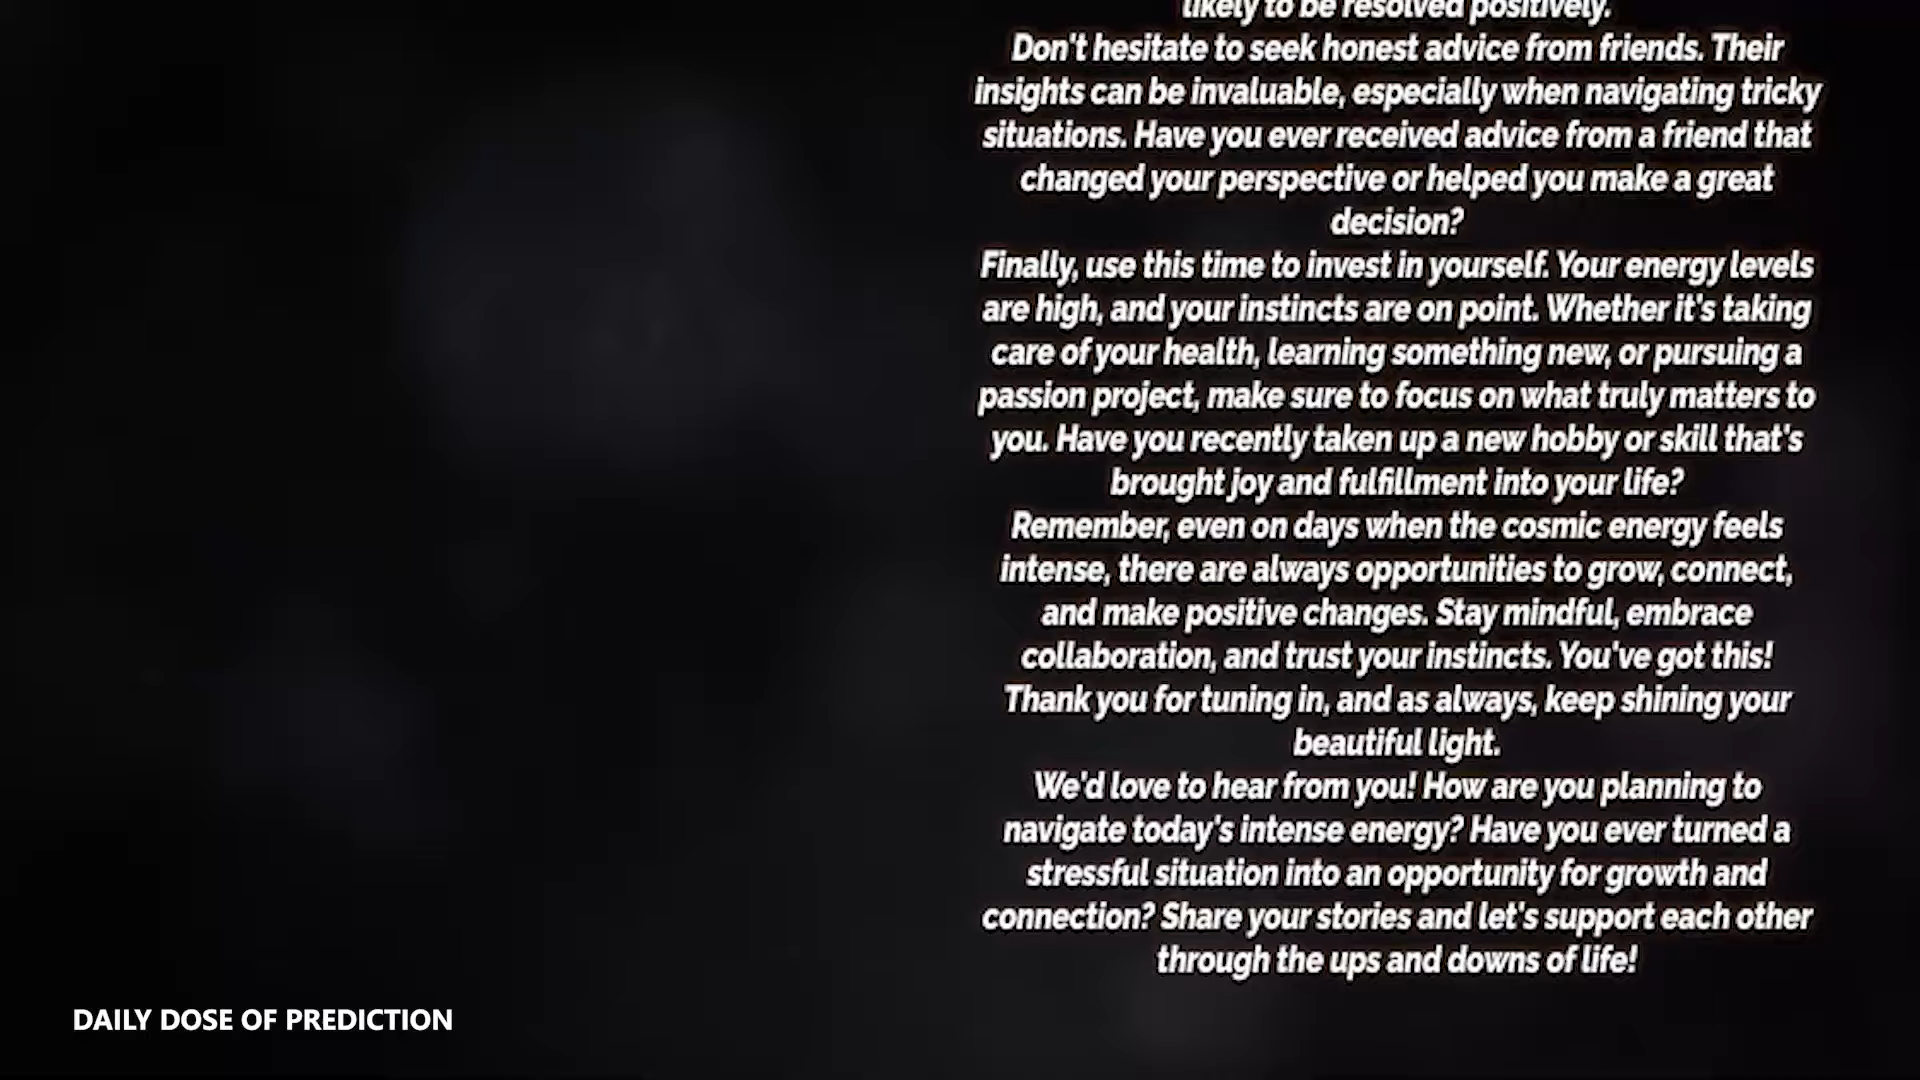 likely to be resolved positively.
Don't hesitate to seek honest advice from friends. Their
insights can be invaluable, especially when navigating tricky
situations. Have you ever received advice from a friend that
changed your perspective or helped you make a great
decision?
Finally, use this time to invest in yourself. Your energy levels
are high, and your instincts are on point. Whether it's taking
care of your health, learning something new, or pursuing a
passion project, make sure to focus on what truly matters to
you. Have you recently taken up a new hobby or skill that's
brought joy and fulfillment into your life?
Remember, even on days when the cosmic energy feels
intense, there are always opportunities to grow, connect,
and make positive changes. Stay mindful, embrace
collaboration, and trust your instincts. You've got this!
Thank you for tuning in, and as always, keep shining your
beautiful light.
We'd love to hear from you! How are you planning to
navigate today's intense energy? Have you ever turned a
stressful situation into an opportunity for growth and
connection? Share your stories and let's support each other
through the ups and downs of life!
DAILY DOSE OF PREDICTION